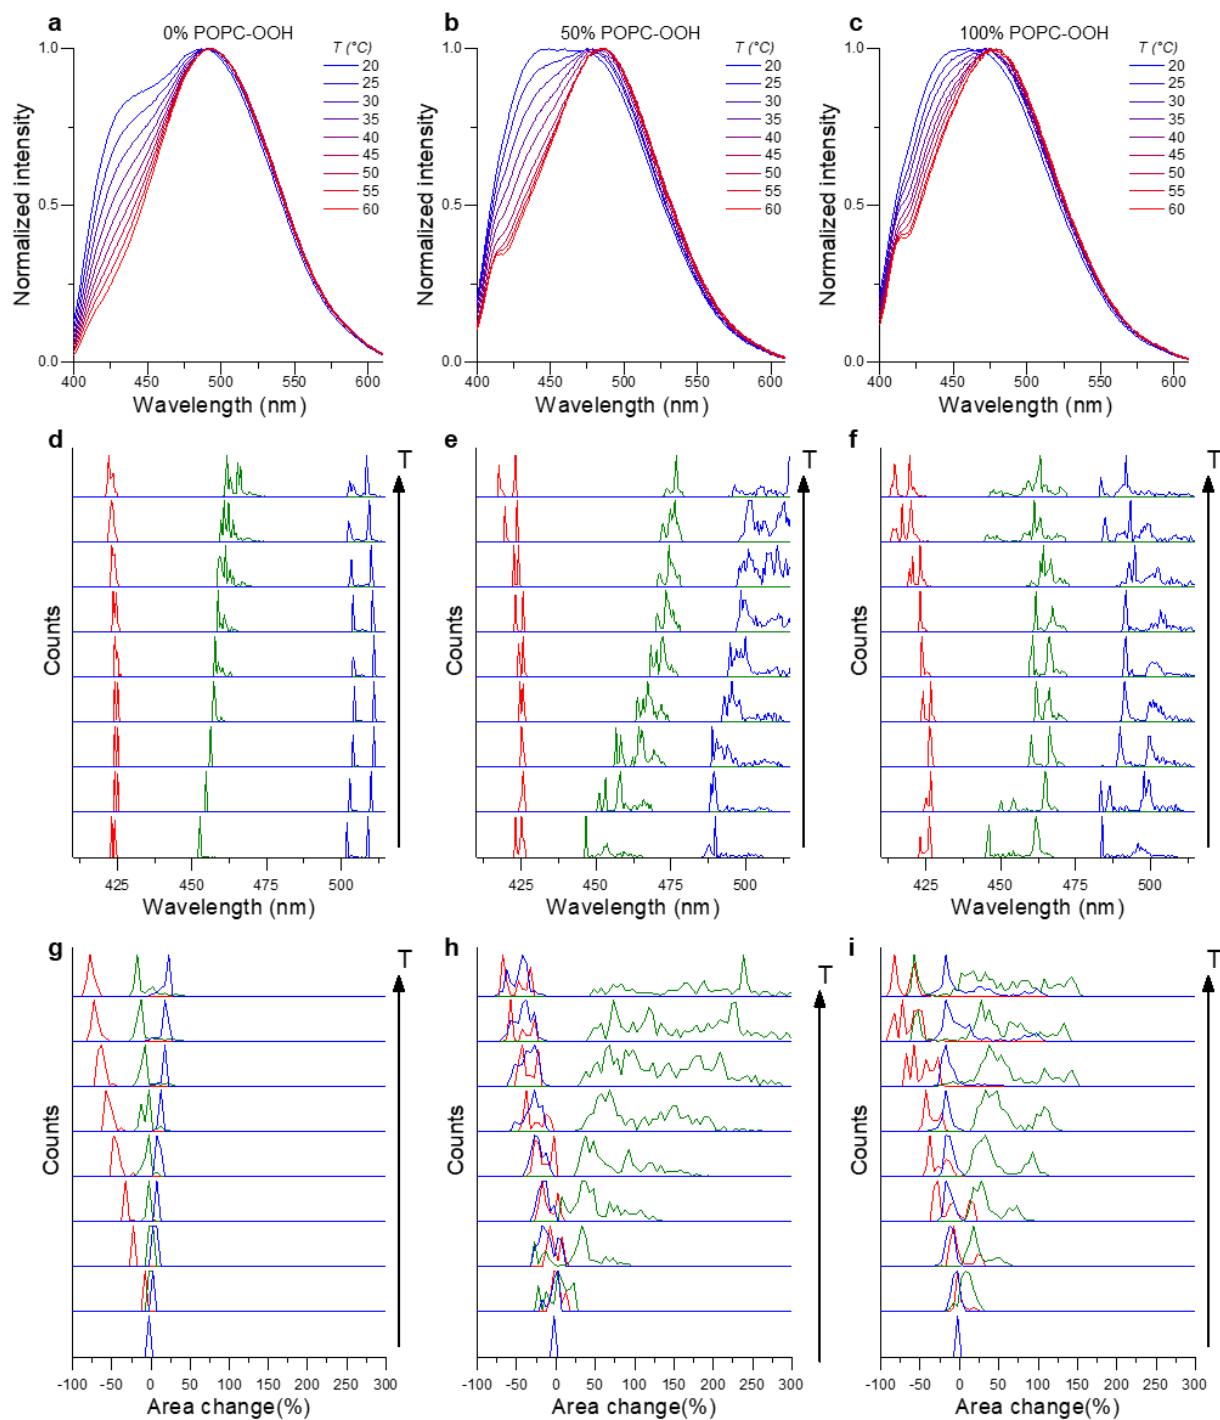 a
0% POPC-OOH
T (°C)
20
25
30
35
40
45
50
55
60
1.0
0.5
0.0
Normalized intensity
400 450 500 550 600
Wavelength (nm)
b
50% POPC-OOH
T (°C)
20
25
30
35
40
45
50
55
60
1.0
0.5
0.0
Normalized intensity
400 450 500 550 600
Wavelength (nm)
c
100% POPC-OOH
T (°C)
20
25
30
35
40
45
50
55
60
1.0
0.5
0.0
Normalized intensity
400 450 500 550 600
Wavelength (nm)
d
T
Counts
425 450 475 500
Wavelength (nm)
e
T
Counts
425 450 475 500
Wavelength (nm)
f
T
Counts
425 450 475 500
Wavelength (nm)
g
T
Counts
-100 -50 0 50 100 150 200 250 300
Area change(%)
h
T
Counts
-100 -50 0 50 100 150 200 250 300
Area change(%)
i
T
Counts
-100 -50 0 50 100 150 200 250 300
Area change(%)